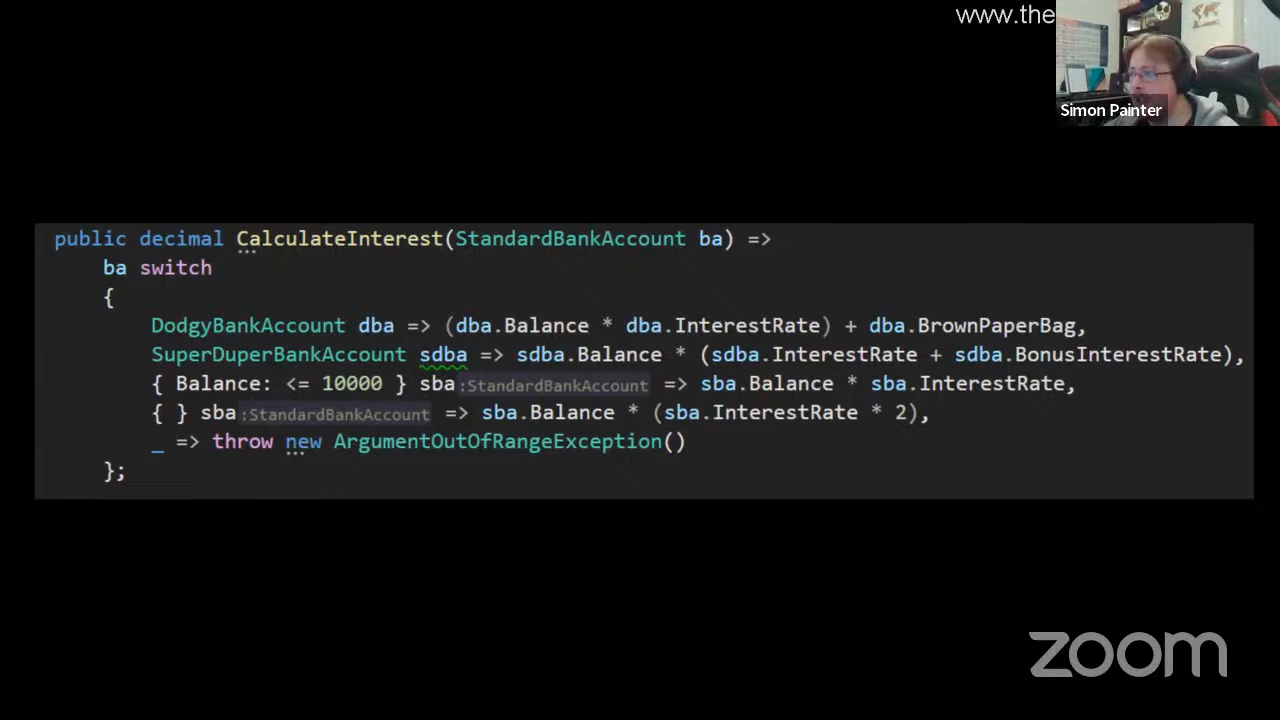 www.the
Simon Painter
public decimal CalculateInterest(StandardBankAccount ba) =>
ba switch
{
DodgyBankAccount dba => (dba.Balance * dba.InterestRate) + dba.BrownPaperBag,
SuperDuperBankAccount sdba => sdba.Balance * (sdba.InterestRate + sdba.BonusInterestRate),
{ Balance: <= 10000 } sba :StandardBankAccount => sba.Balance * sba.InterestRate,
{ } sba :StandardBankAccount => sba.Balance * (sba.InterestRate * 2),
_ => throw new ArgumentOutOfRangeException()
};
zoom